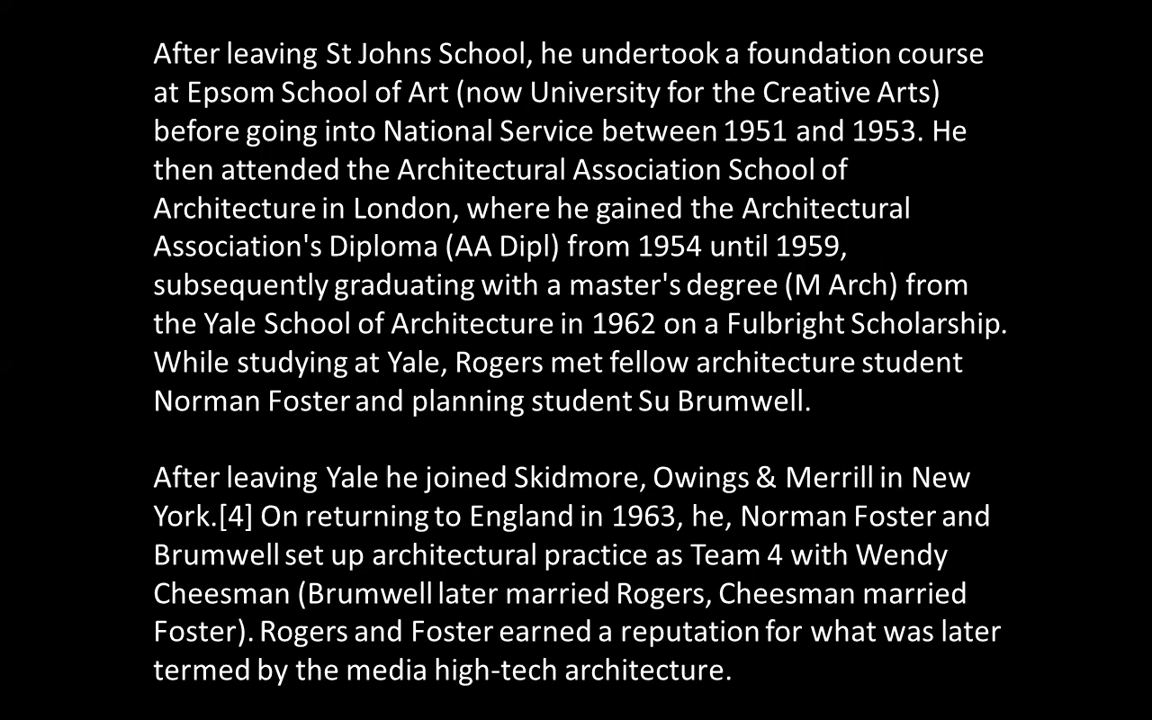 After leaving St Johns School, he undertook a foundation course
at Epsom School of Art (now University for the Creative Arts)
before going into National Service between 1951 and 1953. He
then attended the Architectural Association School of
Architecture in London, where he gained the Architectural
Association's Diploma (AA Dipl) from 1954 until 1959,
subsequently graduating with a master's degree (M Arch) from
the Yale School of Architecture in 1962 on a Fulbright Scholarship.
While studying at Yale, Rogers met fellow architecture student
Norman Foster and planning student Su Brumwell.
After leaving Yale he joined Skidmore, Owings & Merrill in New
York.[4] On returning to England in 1963, he, Norman Foster and
Brumwell set up architectural practice as Team 4 with Wendy
Cheesman (Brumwell later married Rogers, Cheesman married
Foster). Rogers and Foster earned a reputation for what was later
termed by the media high-tech architecture.